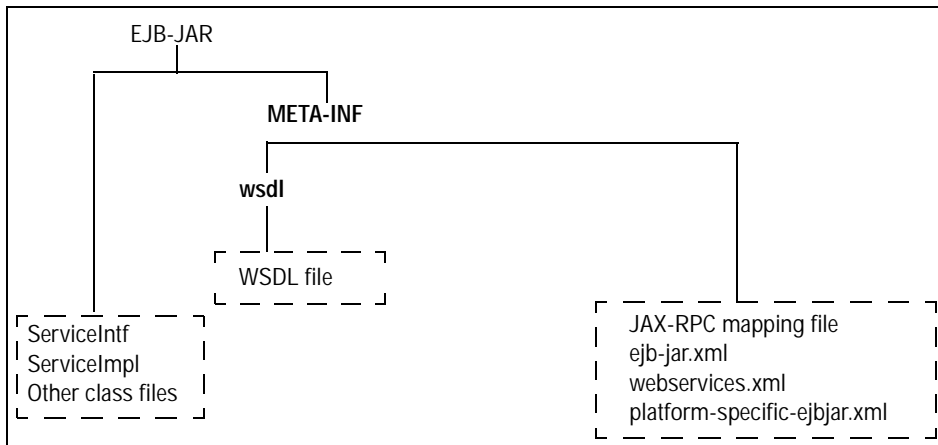 EJB-JAR
META-INF
wsdl
WSDL file
ServiceIntf
ServiceImpl
Other class files
JAX-RPC mapping file
ejb-jar.xml
webservices.xml
platform-specific-ejbjar.xml